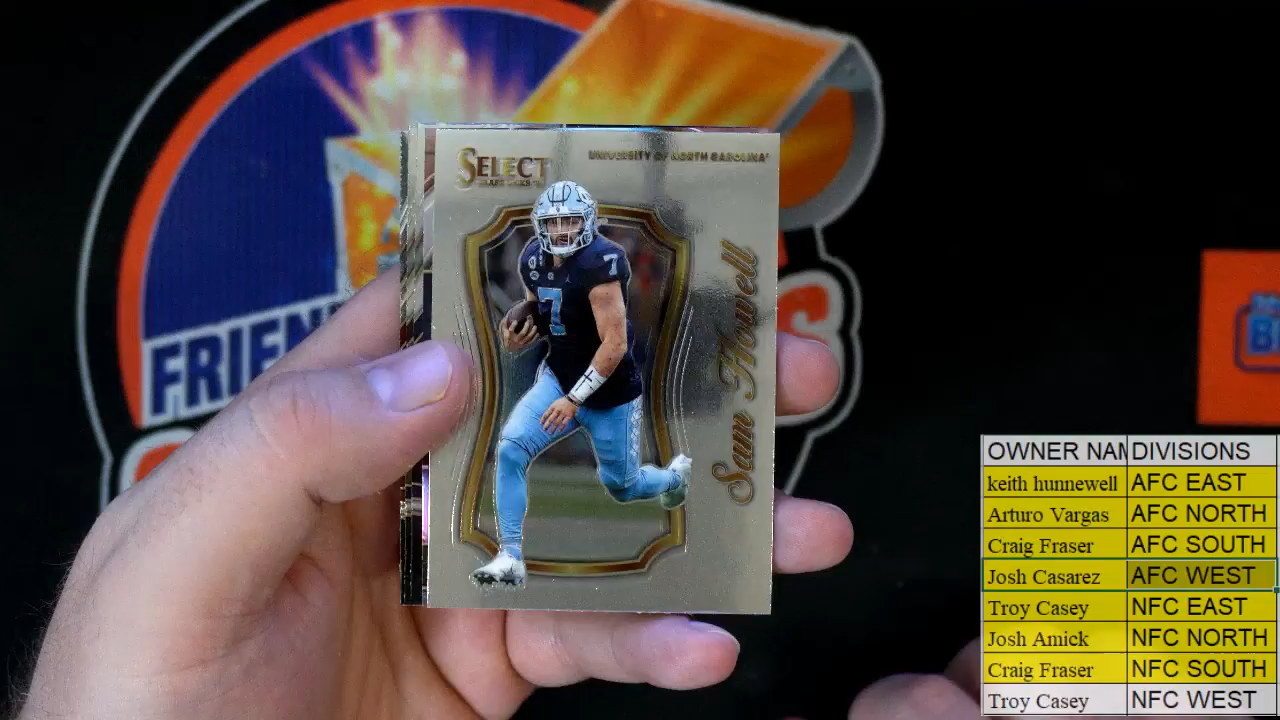 SELECT
UNIVERSITY OF NORTH CAROLINA
7
7
Sam Howell
FRIEN
OWNER NAM DIVISIONS
keith hunnewell AFC EAST
Arturo Vargas AFC NORTH
Craig Fraser AFC SOUTH
Josh Casarez AFC WEST
Troy Casey NFC EAST
Josh Amick NFC NORTH
Craig Fraser NFC SOUTH
Troy Casey NFC WEST